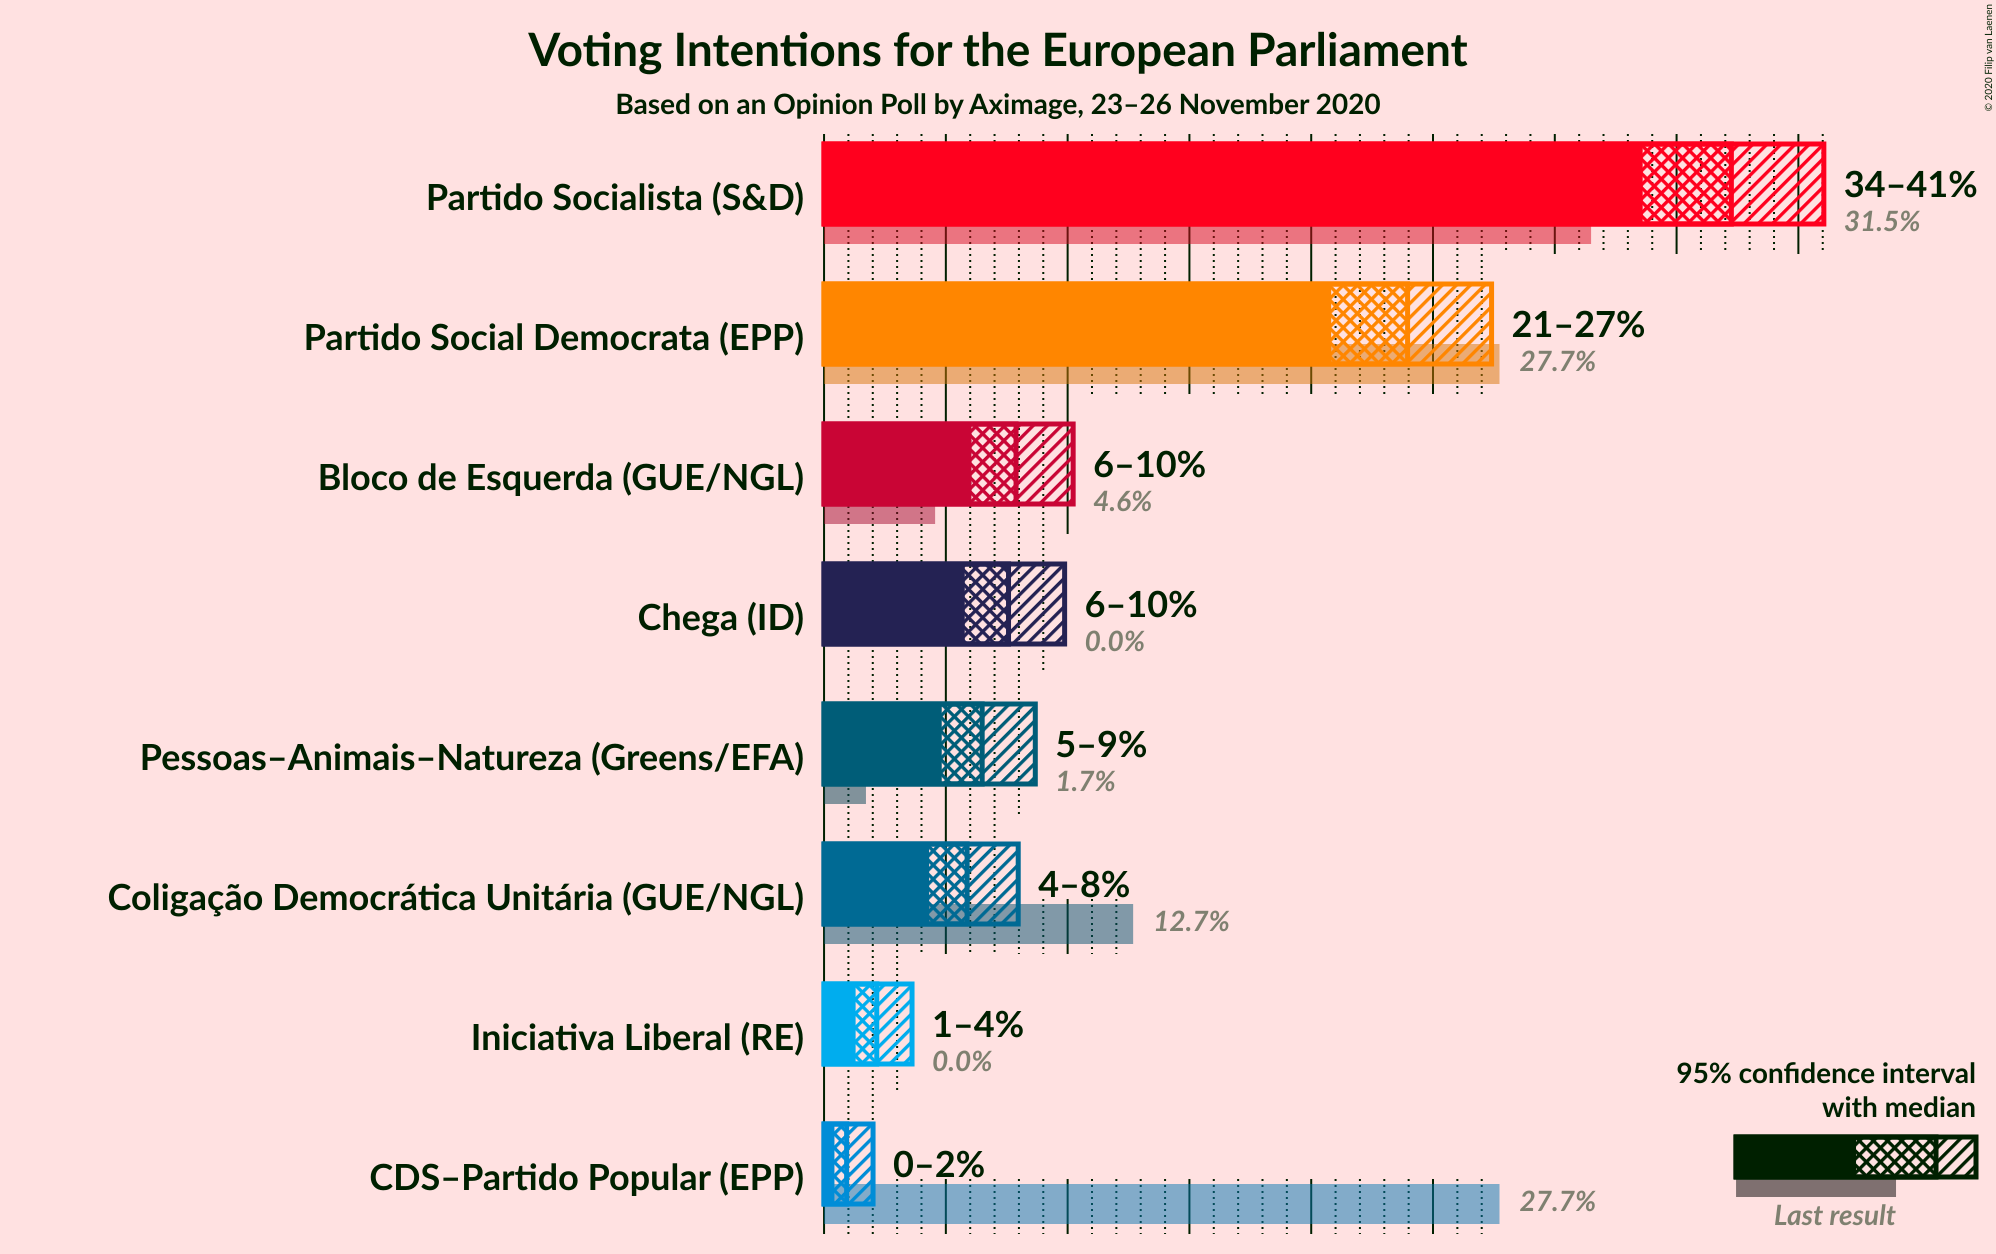 Voting Intentions for the European Parliament
Based on an Opinion Poll by Aximage, 23–26 November 2020
© 2020 Filip van Laenen
Partido Socialista (S&D)
34–41%
31.5%
Partido Social Democrata (EPP)
21–27%
27.7%
Bloco de Esquerda (GUE/NGL)
6–10%
4.6%
Chega (ID)
6–10%
0.0%
Pessoas–Animais–Natureza (Greens/EFA)
5–9%
1.7%
Coligação Democrática Unitária (GUE/NGL)
4–8%
12.7%
Iniciativa Liberal (RE)
1–4%
0.0%
CDS–Partido Popular (EPP)
0–2%
27.7%
95% confidence interval
with median
Last result